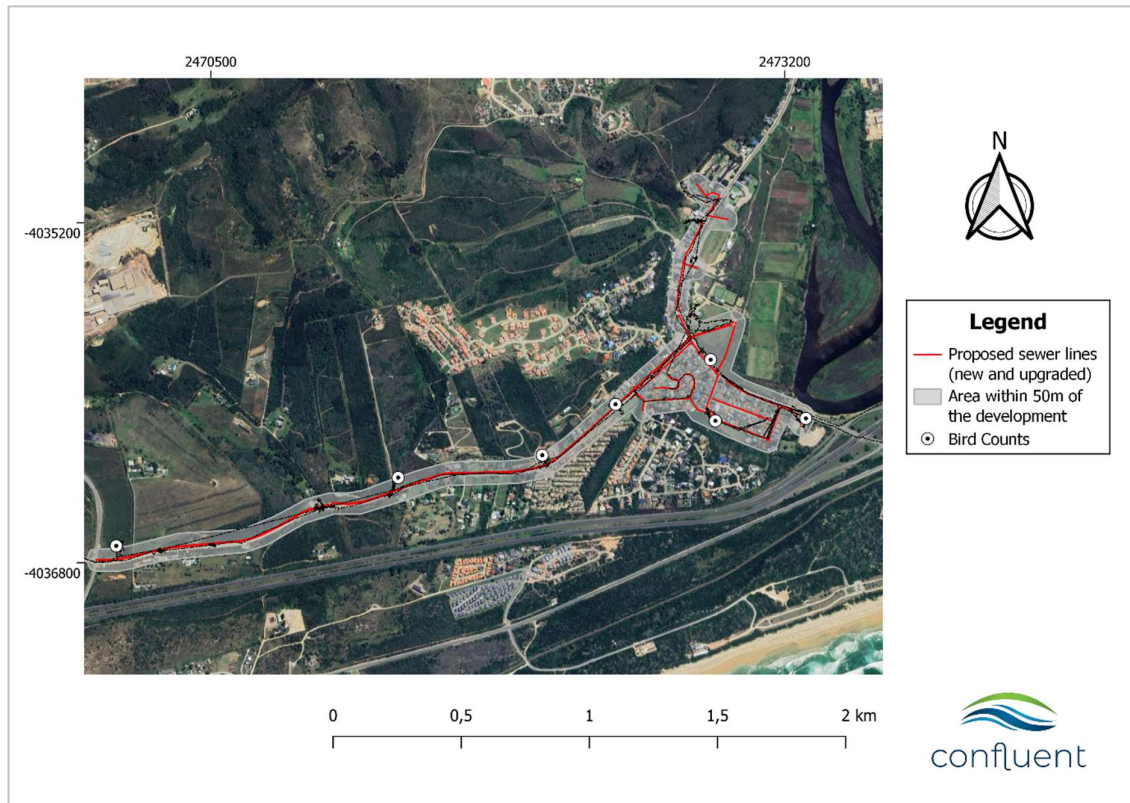 2470500
2473200
N
-4035200
Legend
Proposed sewer lines
(new and upgraded)
Area within 50m of
the development
Bird Counts
-4036800
0
0,5
1
1,5
2 km
confluent